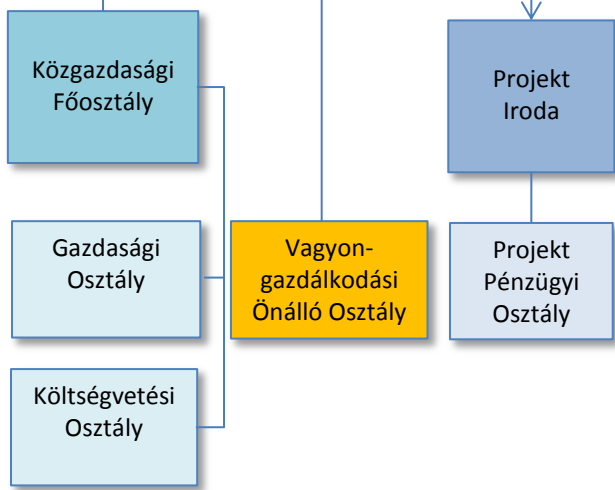 Közgazdasági
Főosztály
Projekt
Iroda
Gazdasági
Osztály
Vagyon-
gazdálkodási
Önálló Osztály
Projekt
Pénzügyi
Osztály
Költségvetési
Osztály